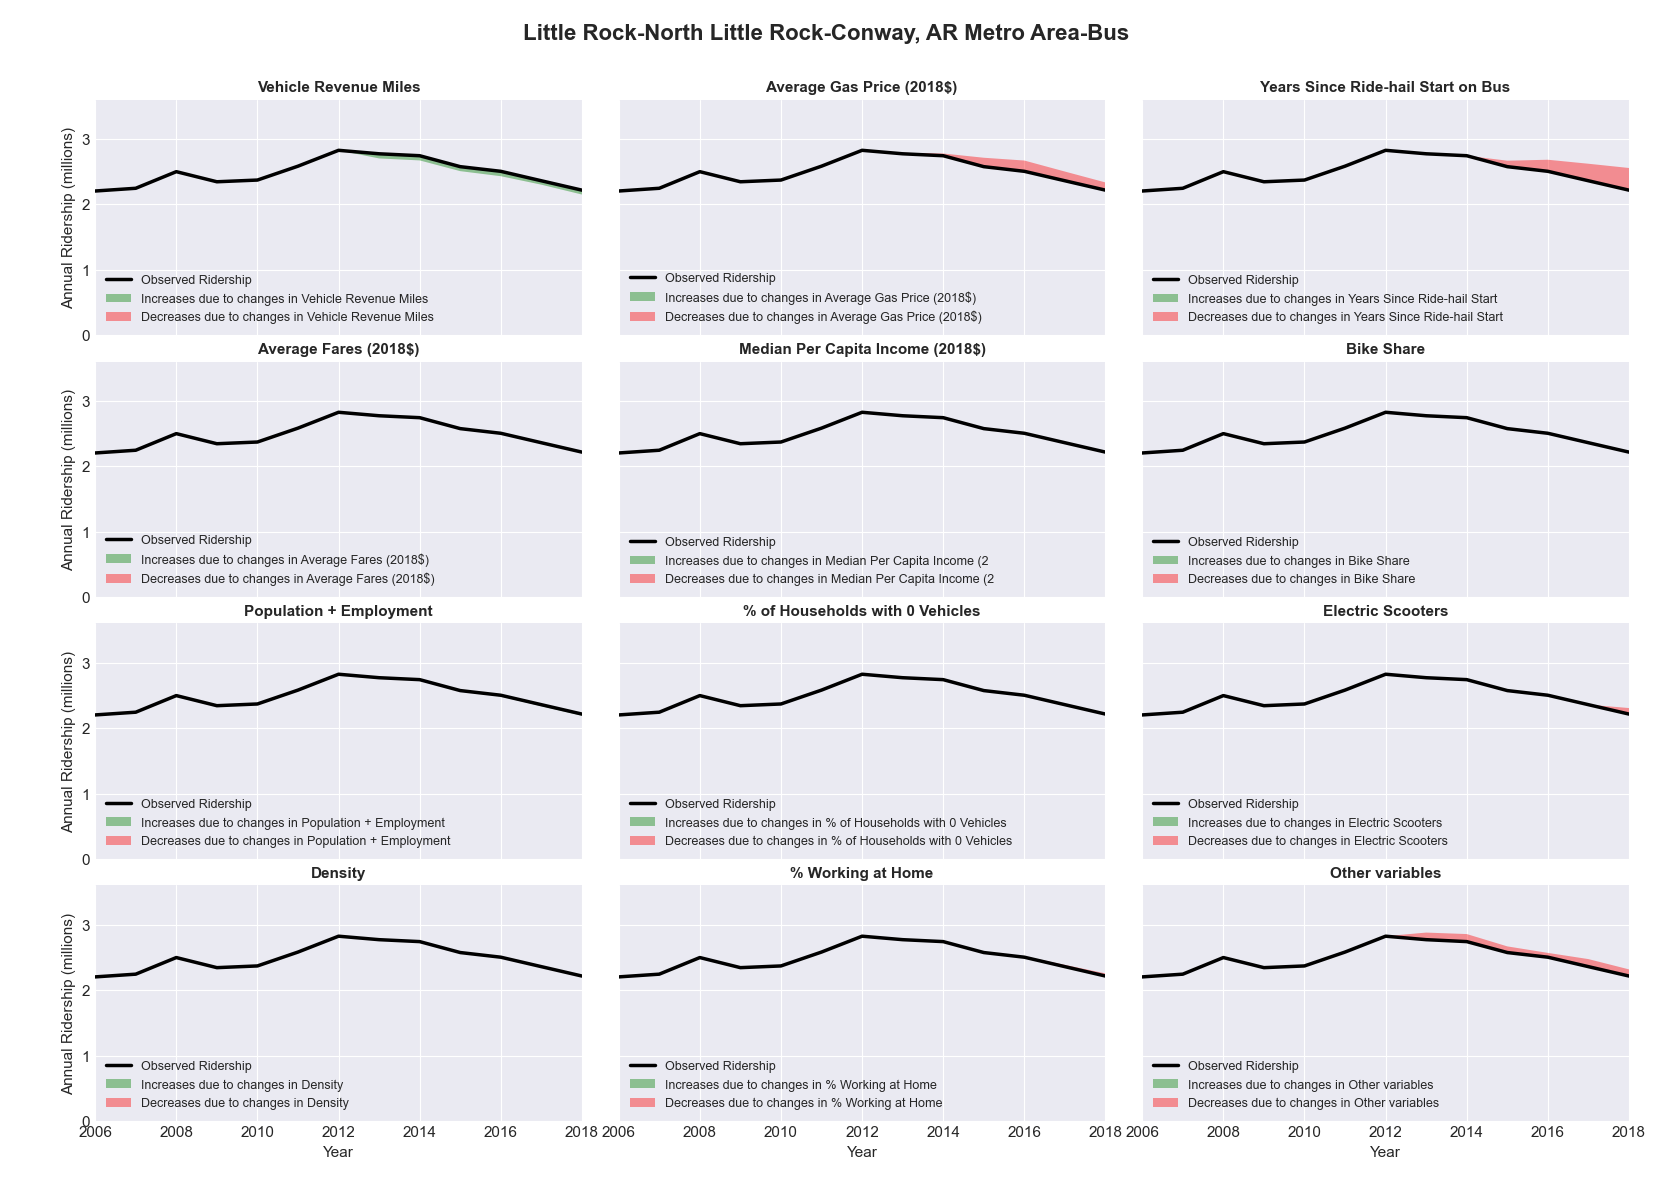 Little Rock-North Little Rock-Conway, AR Metro Area-Bus
Vehicle Revenue Miles
Annual Ridership (millions)
3
2
1
0
Observed Ridership
Increases due to changes in Vehicle Revenue Miles
Decreases due to changes in Vehicle Revenue Miles
Average Gas Price (2018$)
Observed Ridership
Increases due to changes in Average Gas Price (2018$)
Decreases due to changes in Average Gas Price (2018$)
Years Since Ride-hail Start on Bus
Observed Ridership
Increases due to changes in Years Since Ride-hail Start
Decreases due to changes in Years Since Ride-hail Start
Average Fares (2018$)
Annual Ridership (millions)
3
2
1
0
Observed Ridership
Increases due to changes in Average Fares (2018$)
Decreases due to changes in Average Fares (2018$)
Median Per Capita Income (2018$)
Observed Ridership
Increases due to changes in Median Per Capita Income (2
Decreases due to changes in Median Per Capita Income (2
Bike Share
Observed Ridership
Increases due to changes in Bike Share
Decreases due to changes in Bike Share
Population + Employment
Annual Ridership (millions)
3
2
1
0
Observed Ridership
Increases due to changes in Population + Employment
Decreases due to changes in Population + Employment
% of Households with 0 Vehicles
Observed Ridership
Increases due to changes in % of Households with 0 Vehicles
Decreases due to changes in % of Households with 0 Vehicles
Electric Scooters
Observed Ridership
Increases due to changes in Electric Scooters
Decreases due to changes in Electric Scooters
Density
Annual Ridership (millions)
3
2
1
0
Observed Ridership
Increases due to changes in Density
Decreases due to changes in Density
2006 2008 2010 2012 2014 2016 2018
Year
% Working at Home
Observed Ridership
Increases due to changes in % Working at Home
Decreases due to changes in % Working at Home
2006 2008 2010 2012 2014 2016 2018
Year
Other variables
Observed Ridership
Increases due to changes in Other variables
Decreases due to changes in Other variables
2006 2008 2010 2012 2014 2016 2018
Year